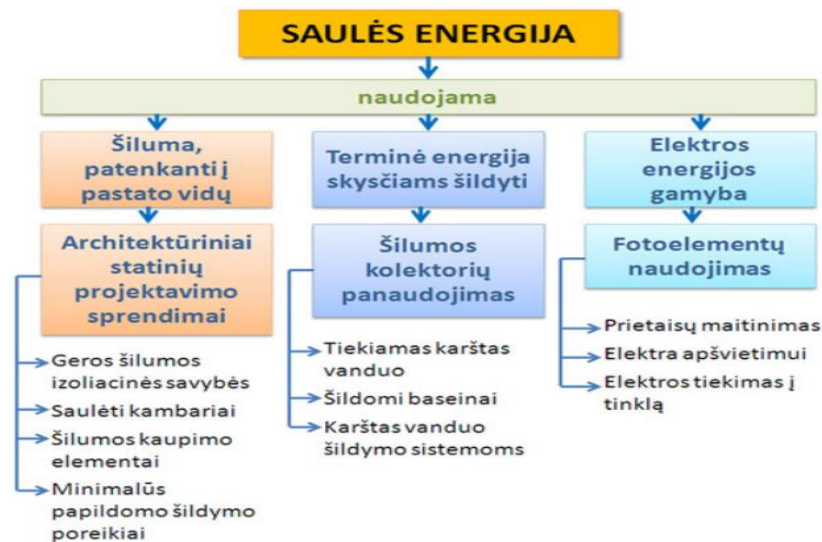 SAULĖS ENERGIJA
naudojama
Šiluma,
patenkanti į
pastato vidų
Architektūriniai
statinių
projektavimo
sprendimai
Geros šilumos
izoliacinės savybės
Saulėti kambariai
Šilumos kaupimo
elementai
Minimalūs
papildomo šildymo
poreikiai
Terminė energija
skysčiams šildyti
Šilumos
kolektorių
panaudojimas
Tiekiamas karštas
vanduo
Šildomi baseinai
Karštas vanduo
šildymo sistemoms
Elektros
energijos
gamyba
Fotoelementų
naudojimas
Prietaisų maitinimas
Elektra apšvietimui
Elektros tiekimas į
tinklą